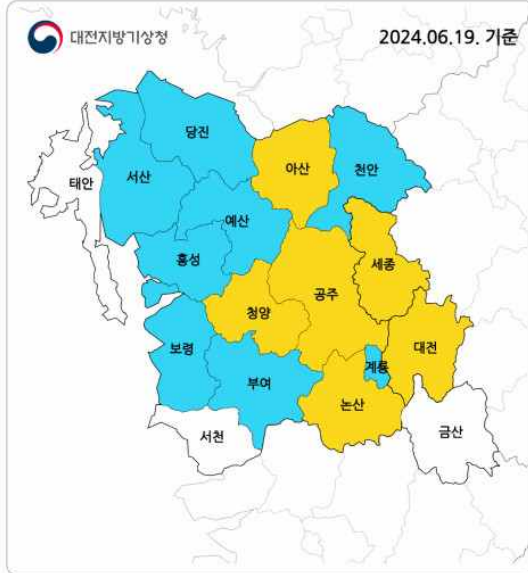 대전지방기상청
2024.06.19. 기준
당진
아산
천안
태안
서산
예산
홍성
세종
공주
청양
보령
대전
계룡
부여
논산
서천
금산